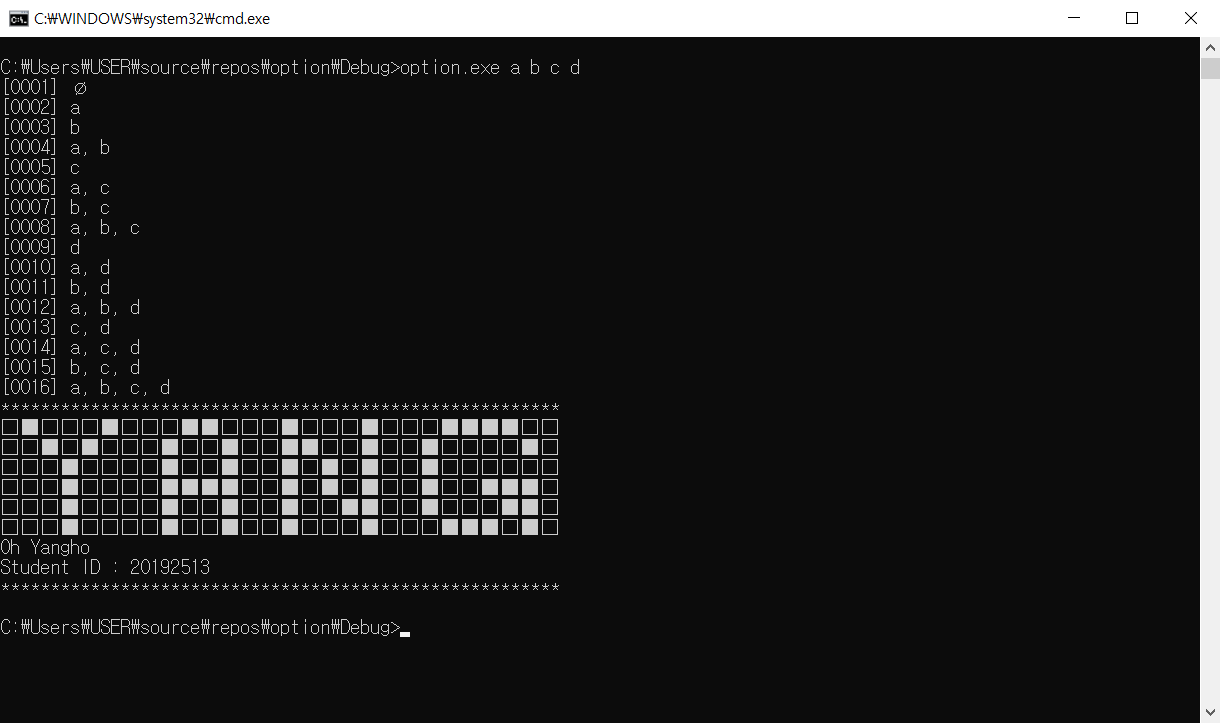 C:\WINDOWS\system32\cmd.exe
C:₩Users₩USER₩source₩repos₩option₩Debug>option.exe a b c d
[0001] ∅
[0002] a
[0003] b
[0004] a, b
[0005] c
[0006] a, c
[0007] b, c
[0008] a, b, c
[0009] d
[0010] a, d
[0011] b, d
[0012] a, b, d
[0013] c, d
[0014] a, c, d
[0015] b, c, d
[0016] a, b, c, d
********************************************************
□■□□□■□□□■■□□□■□□□■□□□■■■■□□
□□■□■□□□■□□■□□■■□□■□□■□□□□■□
□□□■□□□□■□□■□□■□■□■□□■□□□□□□
□□□■□□□□■■■■□□■□■□■□□■□□■■■□
□□□■□□□□■□□■□□■□□■■□□■□□□■■□
□□□■□□□□■□□■□□■□□□■□□□■■■□■□
Oh Yangho
Student ID : 20192513
********************************************************
C:₩Users₩USER₩source₩repos₩option₩Debug>